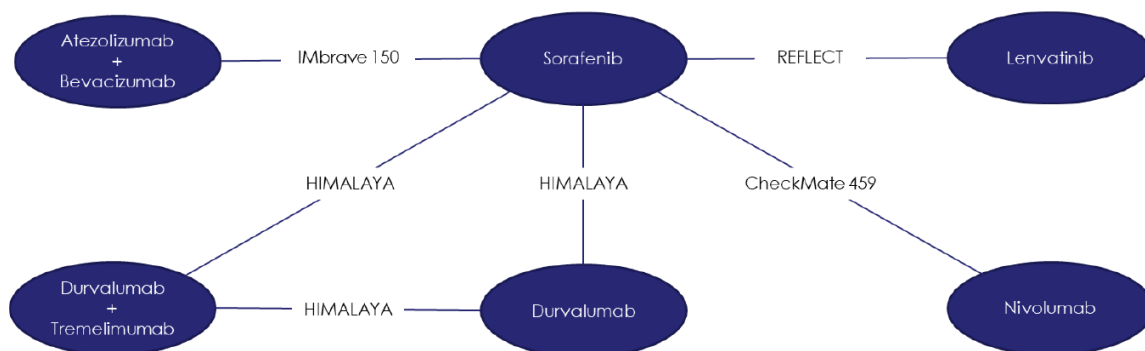 Atezolizumab
+
Bevacizumab
IMbrave 150
Sorafenib
REFLECT
Lenvatinib
HIMALAYA
HIMALAYA
CheckMate 459
Durvalumab
+
Tremelimumab
HIMALAYA
Durvalumab
Nivolumab